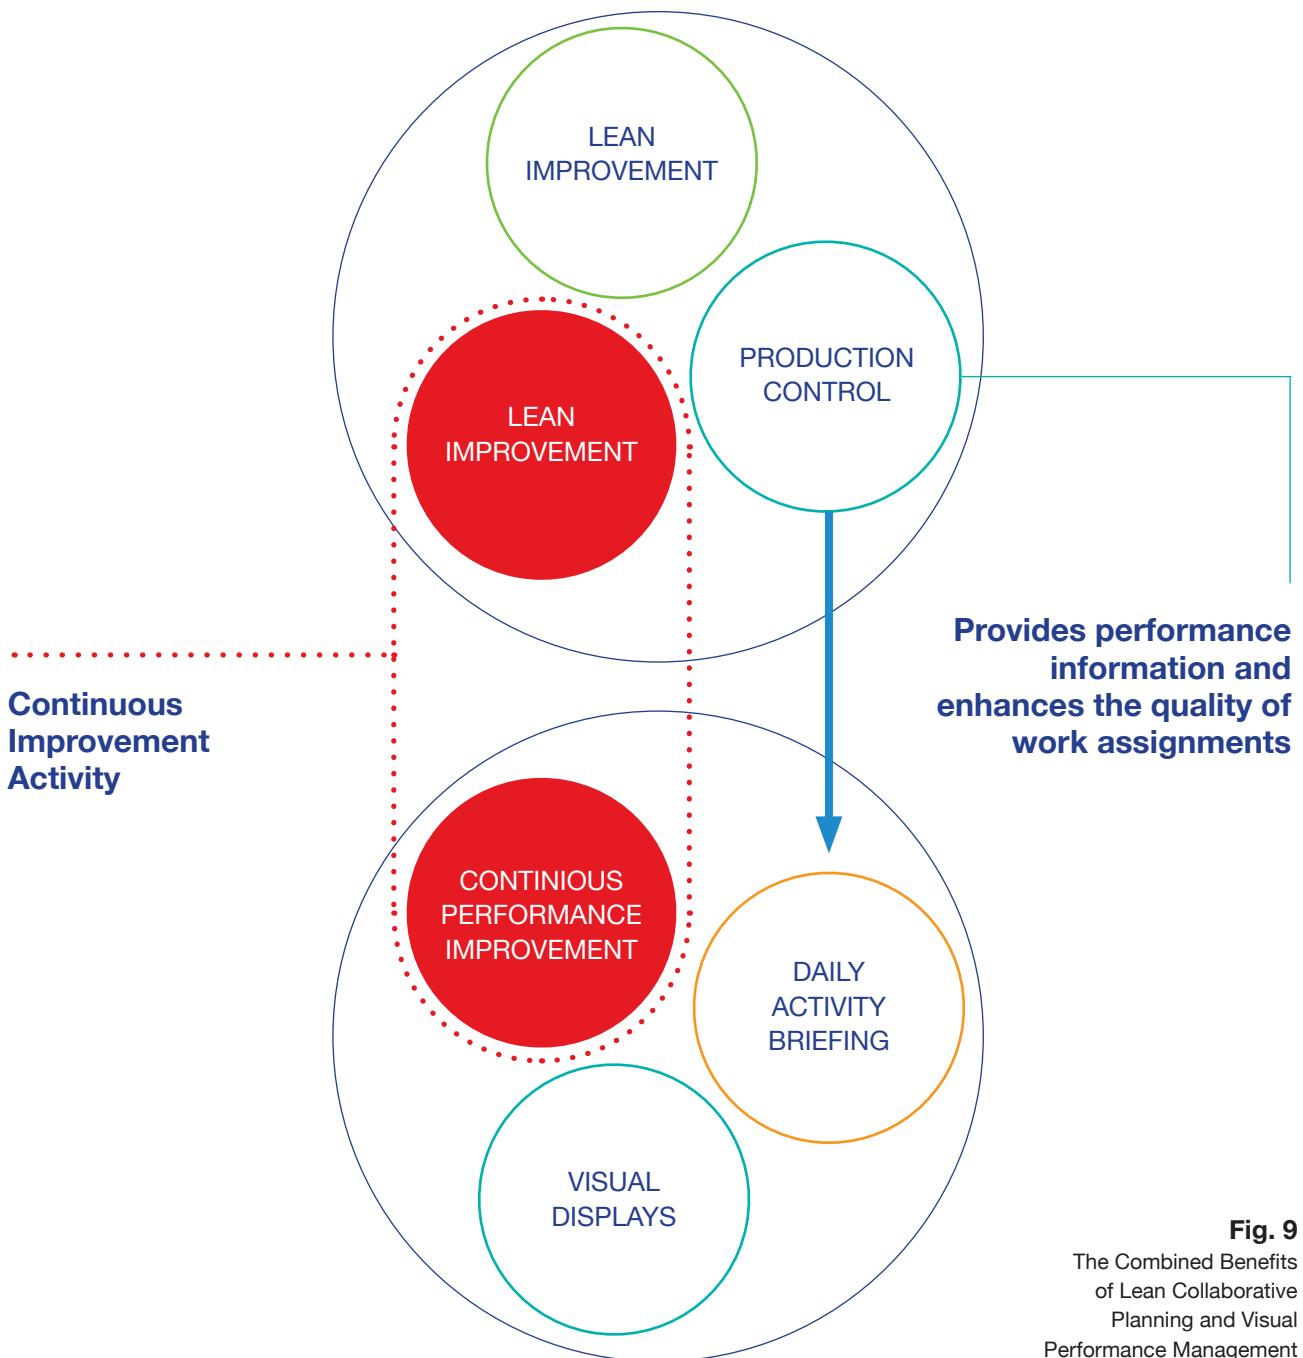 LEAN
IMPROVEMENT
PRODUCTION
CONTROL
LEAN
IMPROVEMENT
Provides performance
information and
enhances the quality of
work assignments
Continuous
Improvement
Activity
CONTINIOUS
PERFORMANCE
IMPROVEMENT
DAILY
ACTIVITY
BRIEFING
VISUAL
DISPLAYS
Fig. 9
The Combined Benefits
of Lean Collaborative
Planning and Visual
Performance Management